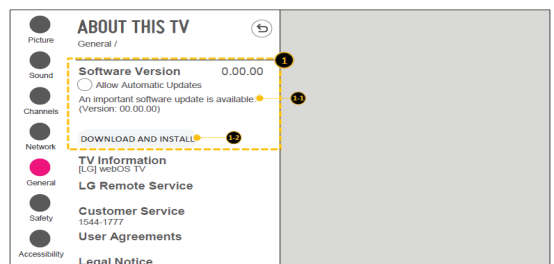 ABOUT THIS TV
General /
Picture
Sound
Channels
Network
General
Safety
Accessibility
Software Version 0.00.00
1
Allow Automatic Updates
An important software update is available.
1-1
(Version: 00.00.00)
DOWNLOAD AND INSTALL
1-2
TV Information
[LG] webOS TV
LG Remote Service
Customer Service
1544-1777
User Agreements
Legal Notice